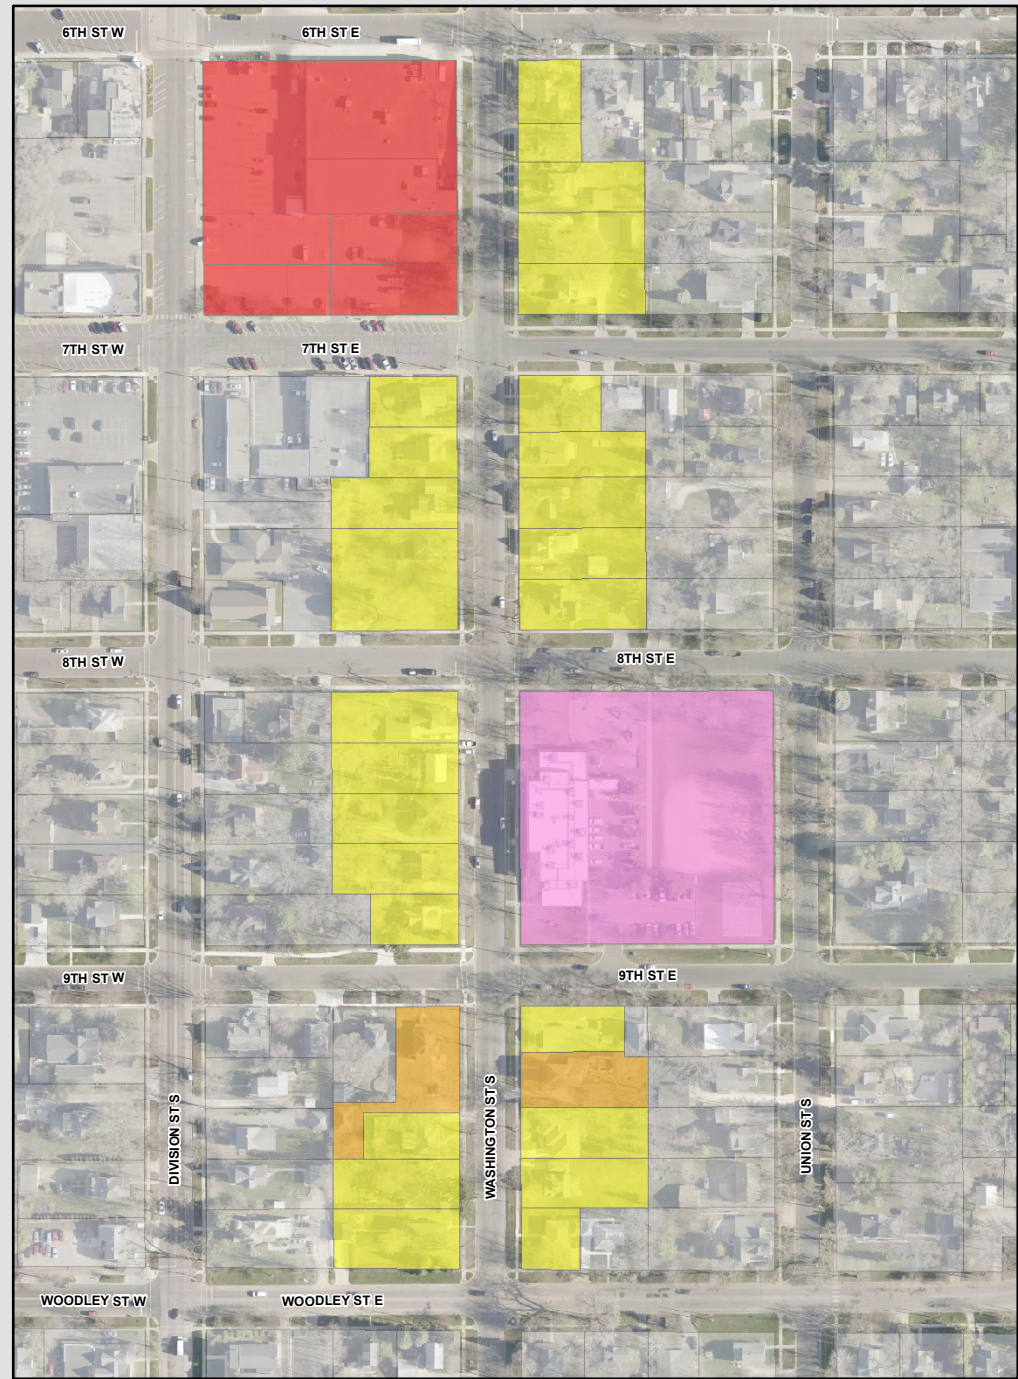 6TH ST W
6TH ST E
7TH ST W
7TH ST E
8TH ST W
8TH ST E
9TH ST W
9TH ST E
DIVISION ST S
WASHINGTON ST S
UNION ST S
WOODLEY ST W
WOODLEY ST E